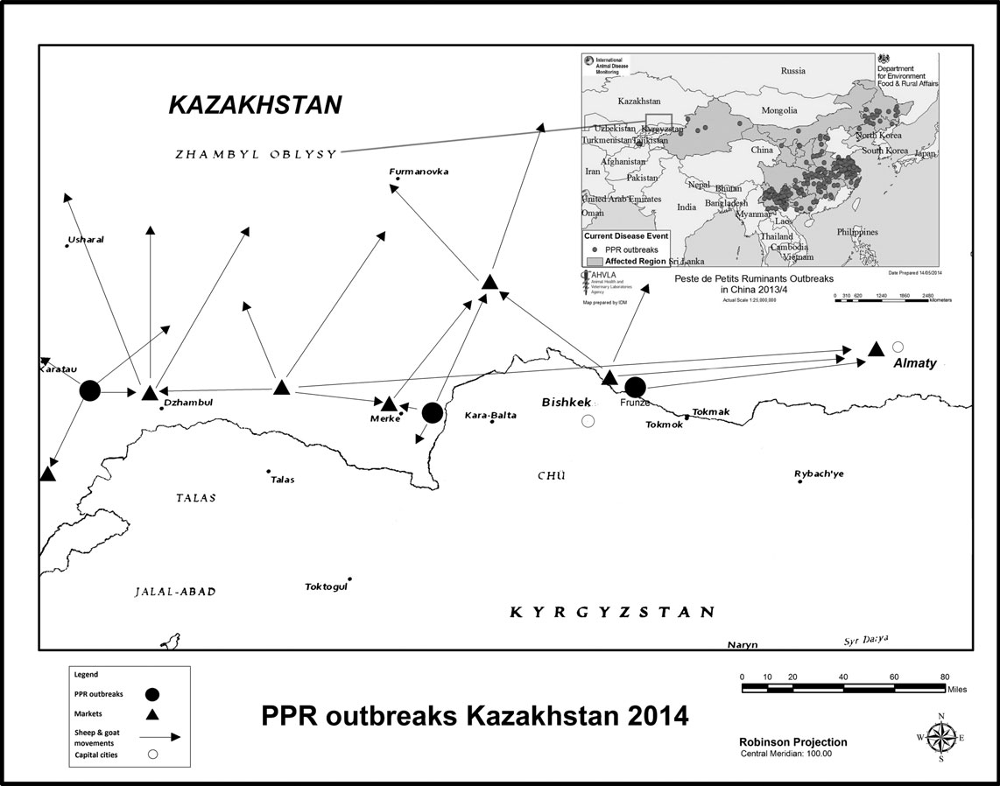 KAZAKHSTAN
ZHAMBYL OBLYSY
Furmanovka
Usharal
Karatau
Dzhambul
Merke
Kara-Balta
Bishkek
Frunze
Tokmak
Tokmok
Almaty
Talas
TALAS
CHÜ
Rybach'ye
JALAL-ABAD
Toktogul
KYRGYZSTAN
Naryn
Syr Darya
International
Animal Disease
Monitoring
Department
for Environment
Food & Rural Affairs
Russia
Kazakhstan
Mongolia
Uzbekistan
Kyrgyzstan
Turkmenistan
Tajikistan
North Korea
China
South Korea
Japan
Afghanistan
Iran
Pakistan
Nepal
Bhutan
United Arab Emirates
Bangladesh
India
Oman
Myanmar
Laos
Thailand
Philippines
Cambodia
Vietnam
Sri Lanka
Current Disease Event
PPR outbreaks
Affected Region
AHVLA
Animal Health and
Veterinary Laboratories
Agency
Map prepared by IDM
Date Prepared 14/05/2014
Peste de Petits Ruminants Outbreaks
in China 2013/4
Actual Scale 1:25,000,000
0 310 620 1240 1860 2480
Kilometers
Legend
PPR outbreaks
Markets
Sheep & goat
movements
Capital cities
PPR outbreaks Kazakhstan 2014
0 10 20 40 60 80
Miles
Robinson Projection
Central Meridian: 100.00
N
W E
S